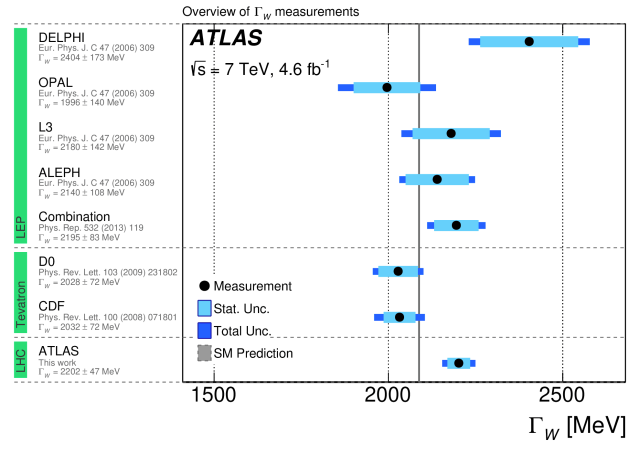 Overview of Γ_W measurements
DELPHI
Eur. Phys. J. C 47 (2006) 309
Γ_W = 2404 ± 173 MeV
OPAL
Eur. Phys. J. C 47 (2006) 309
Γ_W = 1996 ± 140 MeV
L3
Eur. Phys. J. C 47 (2006) 309
Γ_W = 2180 ± 142 MeV
ALEPH
Eur. Phys. J. C 47 (2006) 309
Γ_W = 2140 ± 108 MeV
Combination
Phys. Rep. 532 (2013) 119
Γ_W = 2195 ± 83 MeV
LEP
D0
Phys. Rev. Lett. 103 (2009) 231802
Γ_W = 2028 ± 72 MeV
CDF
Phys. Rev. Lett. 100 (2008) 071801
Γ_W = 2032 ± 72 MeV
Tevatron
ATLAS
This work
Γ_W = 2202 ± 47 MeV
LHC
ATLAS
√s = 7 TeV, 4.6 fb⁻¹
Measurement
Stat. Unc.
Total Unc.
SM Prediction
1500 2000 2500
Γ_W [MeV]